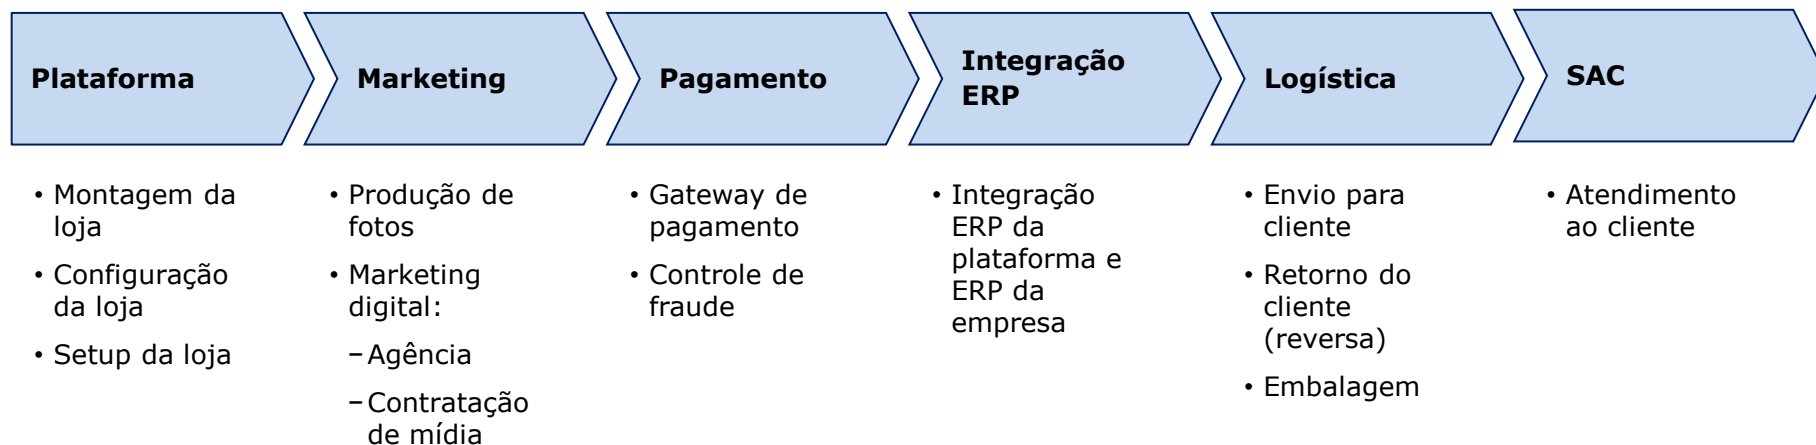 Plataforma
Marketing
Pagamento
Integração
ERP
Logística
SAC
• Montagem da
loja
• Configuração
da loja
• Setup da loja
• Produção de
fotos
• Marketing
digital:
–Agência
–Contratação
de mídia
• Gateway de
pagamento
• Controle de
fraude
• Integração
ERP da
plataforma e
ERP da
empresa
• Envio para
cliente
• Retorno do
cliente
(reversa)
• Embalagem
• Atendimento
ao cliente